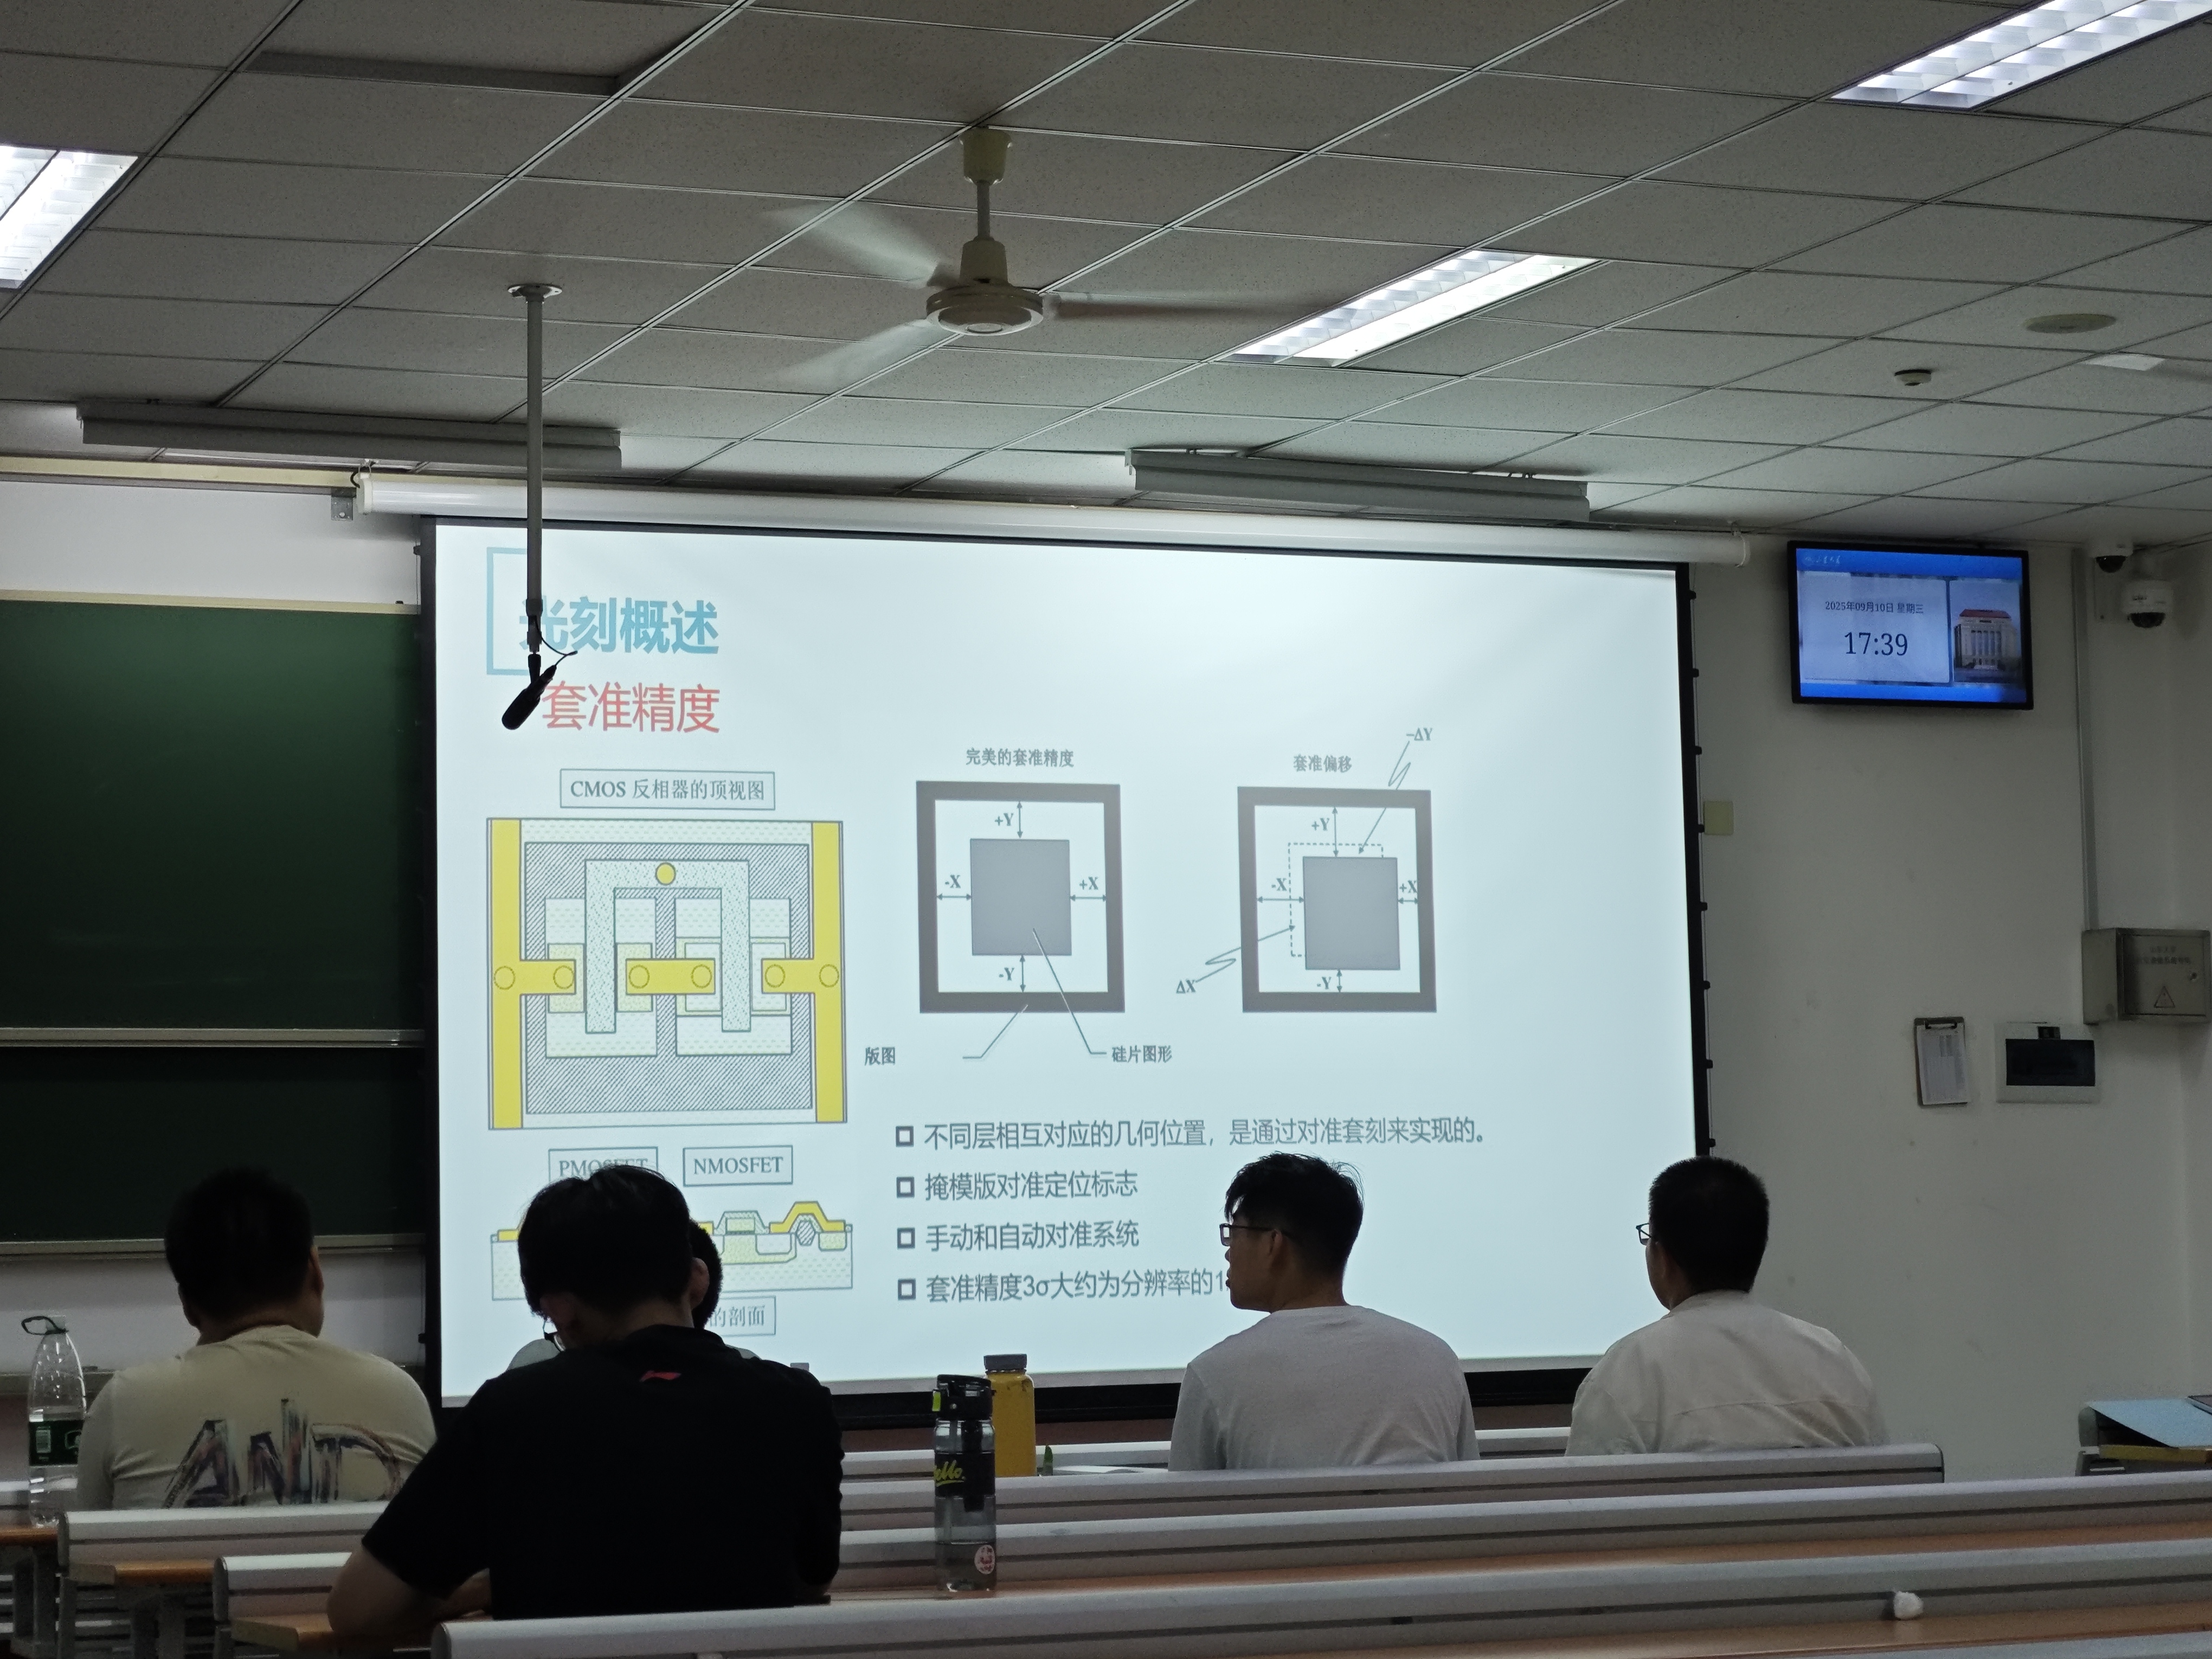 光刻概述
套准精度
CMOS 反相器的顶视图
完美的套准精度
套准偏移
-ΔY
+Y
-X
+X
-Y
+Y
-X
+X
-Y
ΔX
版图
硅片图形
PMOSFET
NMOSFET
不同层相互对应的几何位置，是通过对准套刻来实现的。
掩模版对准定位标志
手动和自动对准系统
套准精度3σ大约为分辨率的1
的剖面
2025年09月10日 星期三
17:39
AND